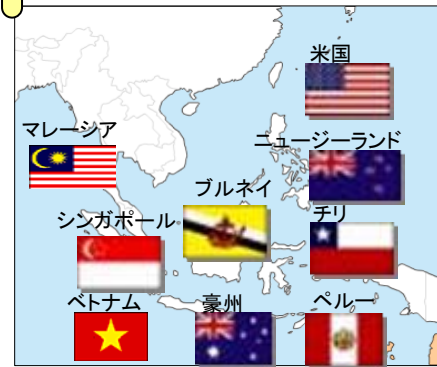 米国
マレーシア
ニュージーランド
ブルネイ
シンガポール
チリ
ベトナム
豪州
ペルー